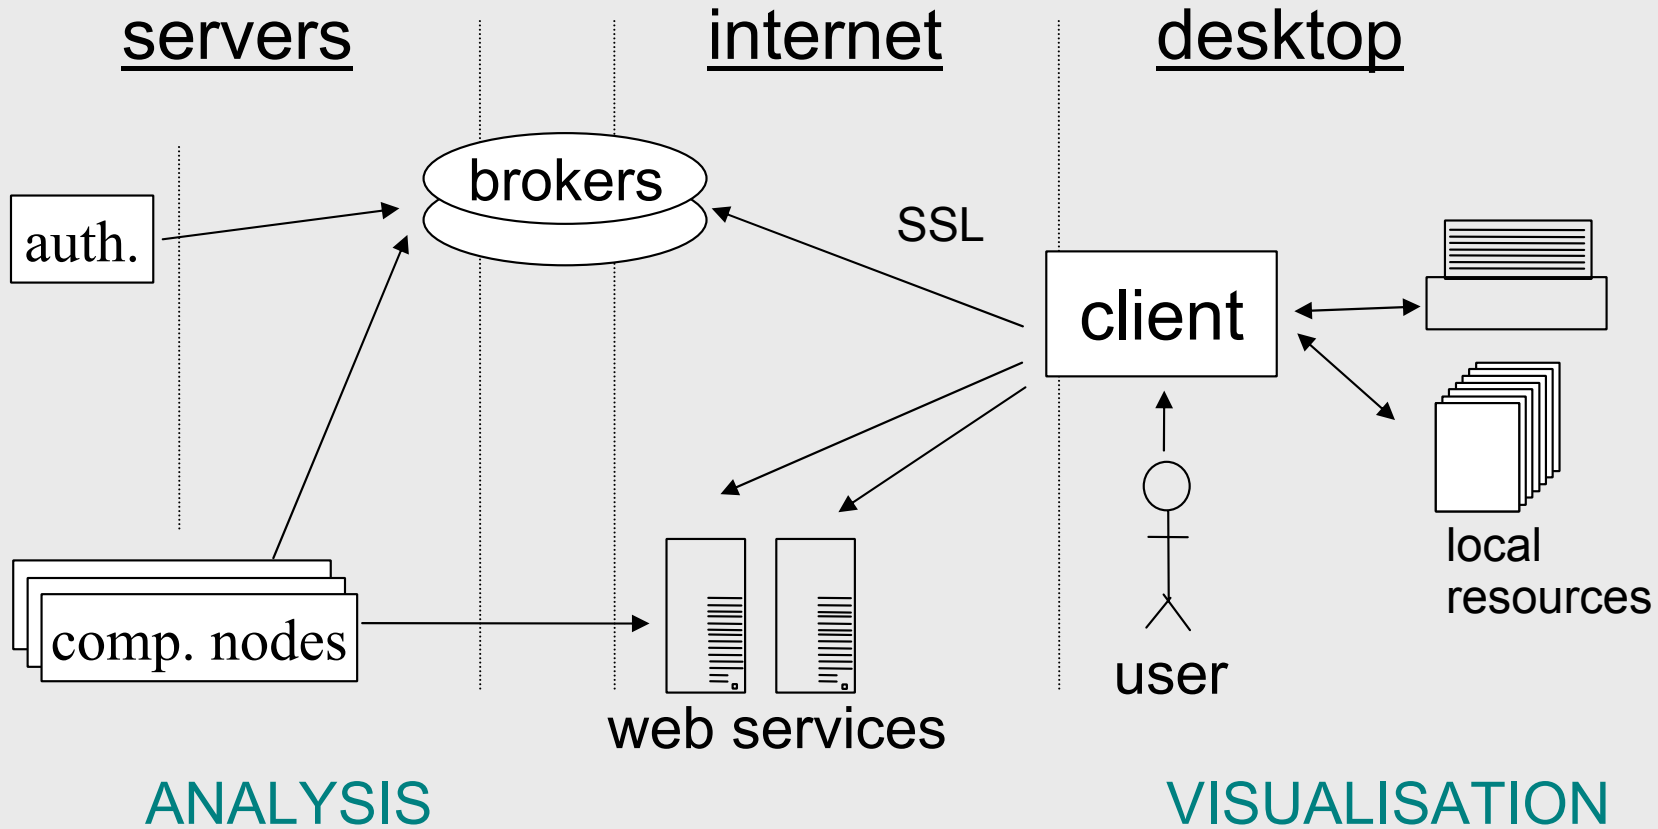 servers
internet
desktop
brokers
SSL
auth.
client
local
resources
comp. nodes
user
web services
ANALYSIS
VISUALISATION